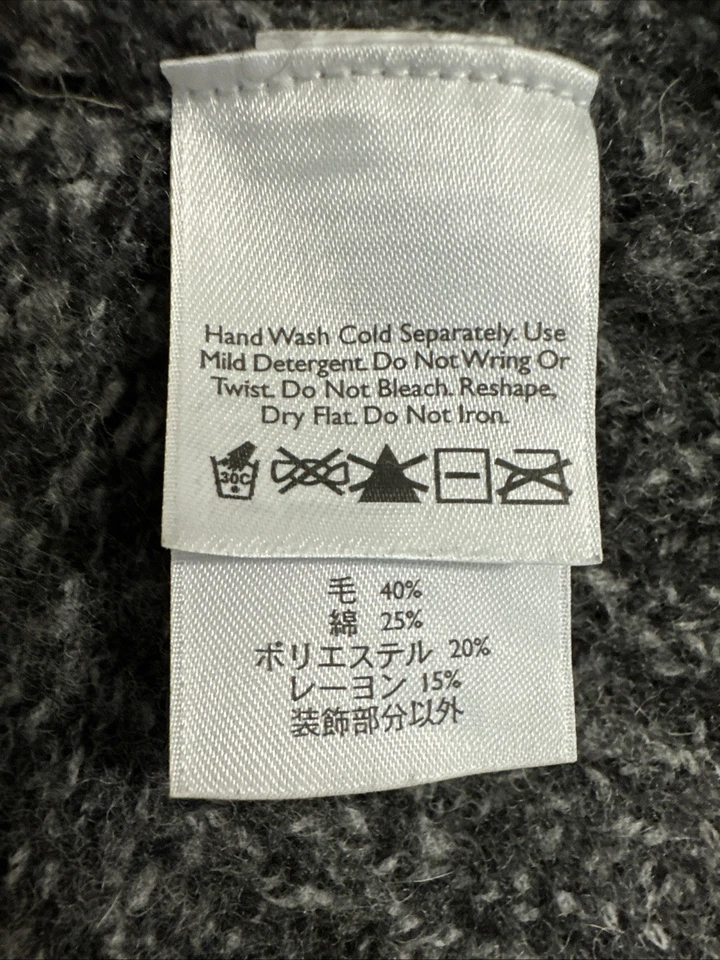 Hand Wash Cold Separately. Use
Mild Detergent. Do Not Wring Or
Twist. Do Not Bleach. Reshape,
Dry Flat. Do Not Iron.
30C
毛 40%
綿 25%
ポリエステル 20%
レーヨン 15%
装飾部分以外